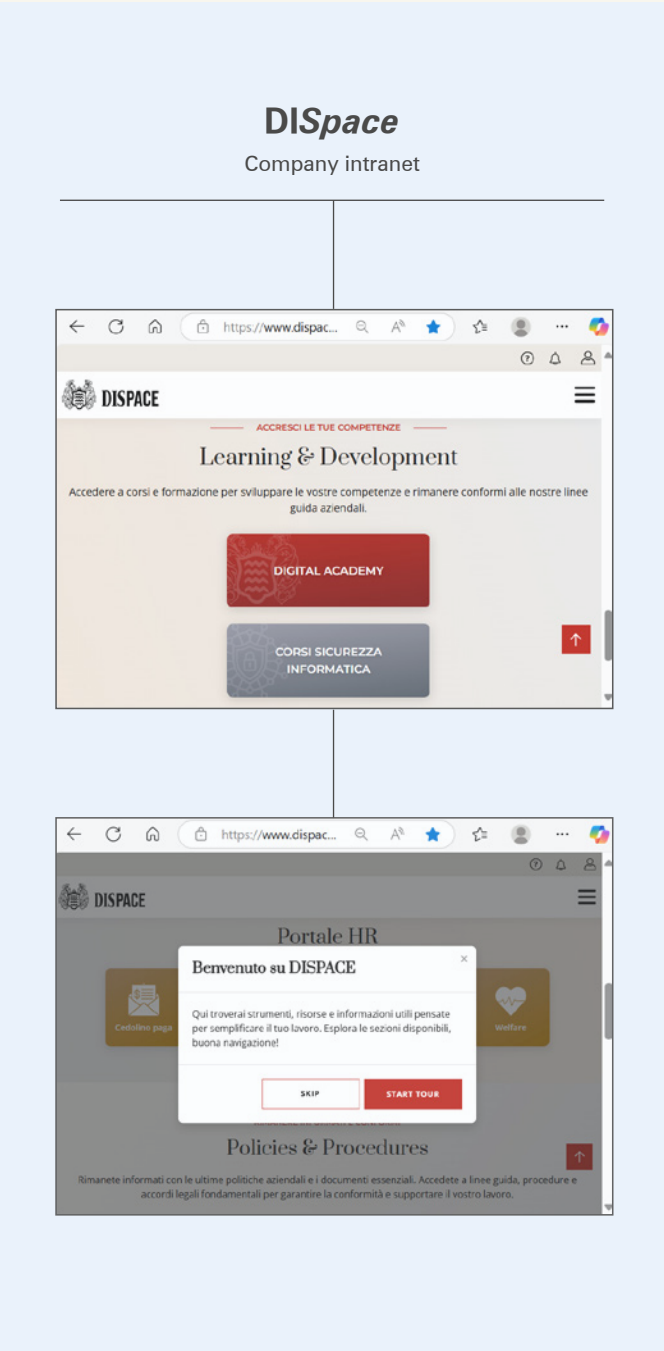 DISpace
Company intranet
https://www.dispac...
DISPACE
ACCRESCI LE TUE COMPETENZE
Learning & Development
Accedere a corsi e formazione per sviluppare le vostre competenze e rimanere conformi alle nostre linee
guida aziendali.
DIGITAL ACADEMY
CORSI SICUREZZA
INFORMATICA
https://www.dispac...
DISPACE
Portale HR
Benvenuto su DISPACE
Qui troverai strumenti, risorse e informazioni utili pensate
per semplificare il tuo lavoro. Esplora le sezioni disponibili,
buona navigazione!
Cedolino paga
Welfare
SKIP
START TOUR
Policies & Procedures
Rimanete informati con le ultime politiche aziendali e i documenti essenziali. Accedete a linee guida, procedure e
accordi legali fondamentali per garantire la conformità e supportare il vostro lavoro.